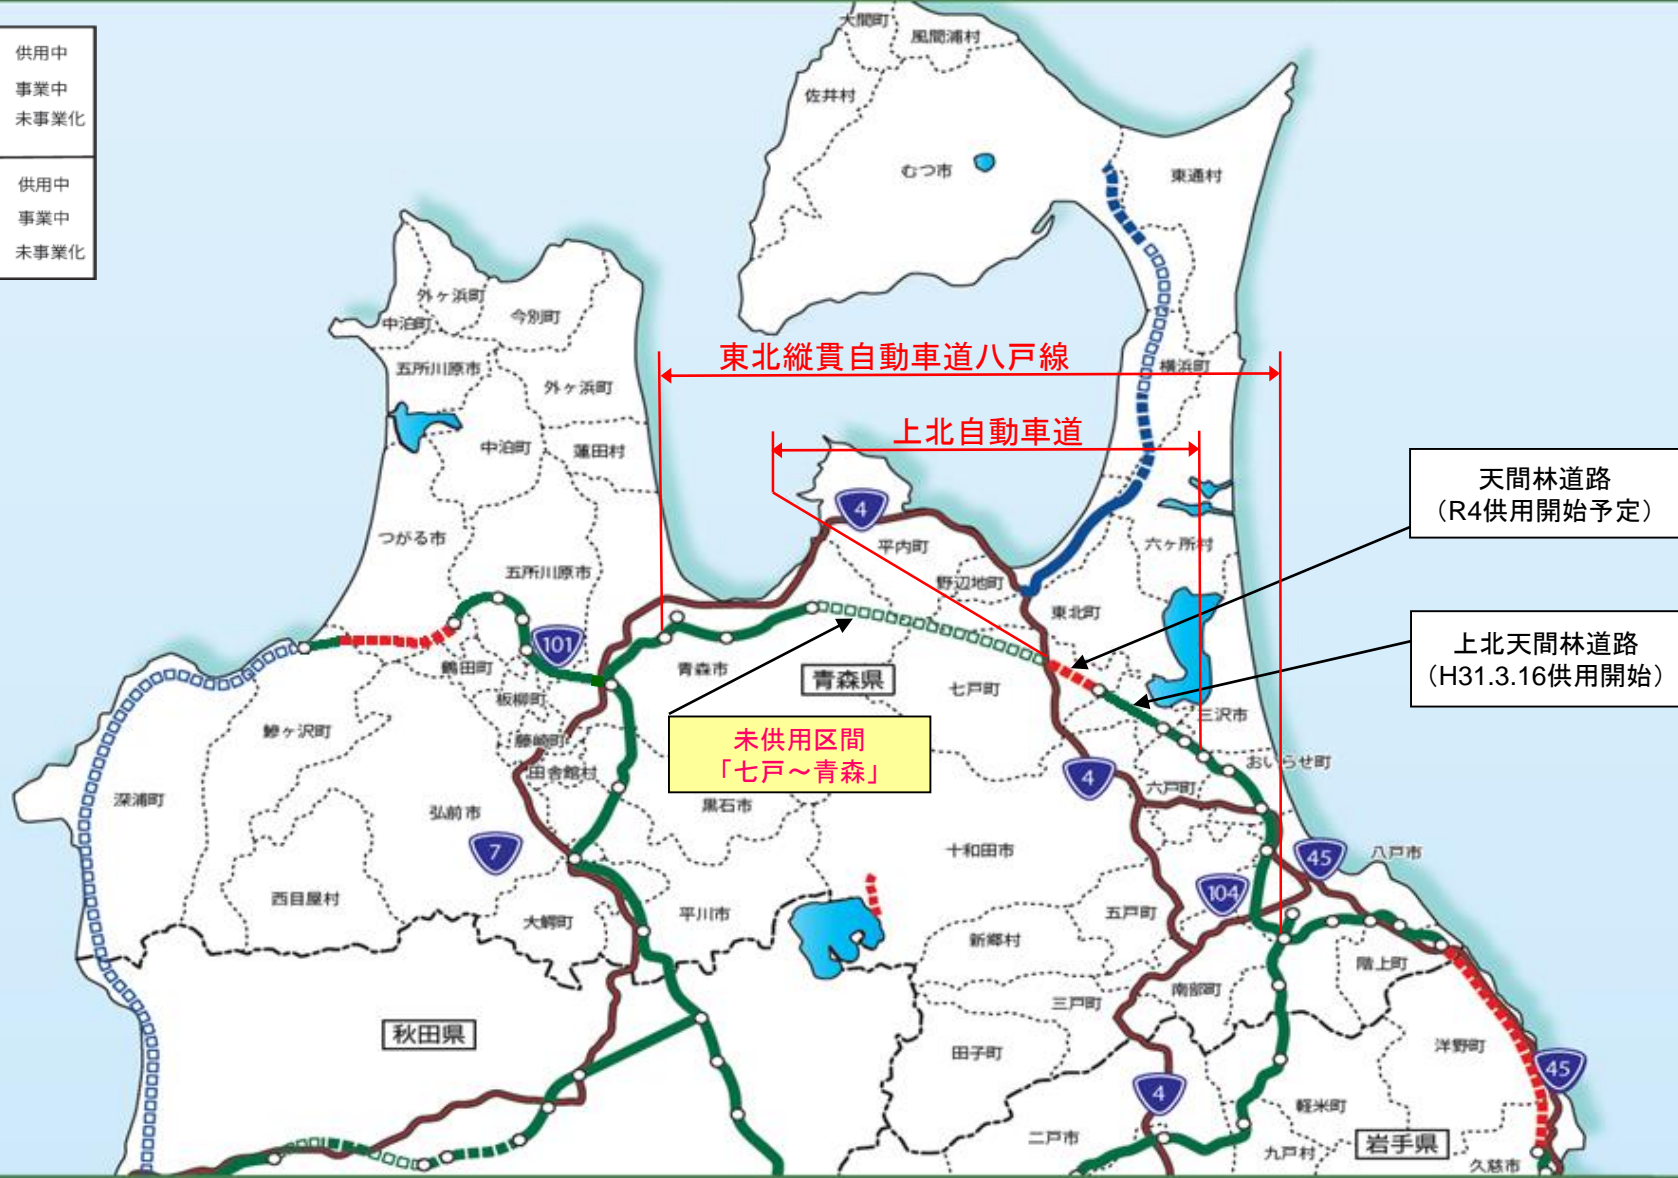 供用中
事業中
未事業化
供用中
事業中
未事業化
大間町
風間浦村
佐井村
むつ市
東通村
外ヶ浜町
今別町
中泊町
五所川原市
外ヶ浜町
東北縦貫自動車道八戸線
横浜町
上北自動車道
中泊町
蓬田村
天間林道路
（R4供用開始予定）
4
つがる市
平内町
六ヶ所村
五所川原市
野辺地町
東北町
101
鶴田町
青森市
青森県
七戸町
上北天間林道路
（H31.3.16供用開始）
板柳町
三沢市
鰺ヶ沢町
藤崎町
未供用区間
「七戸～青森」
田舎館村
おいらせ町
4
六戸町
深浦町
弘前市
黒石市
7
十和田市
45
八戸市
西目屋村
104
大鰐町
平川市
五戸町
新郷村
階上町
南部町
三戸町
秋田県
田子町
洋野町
45
4
軽米町
二戸市
九戸村
岩手県
久慈市